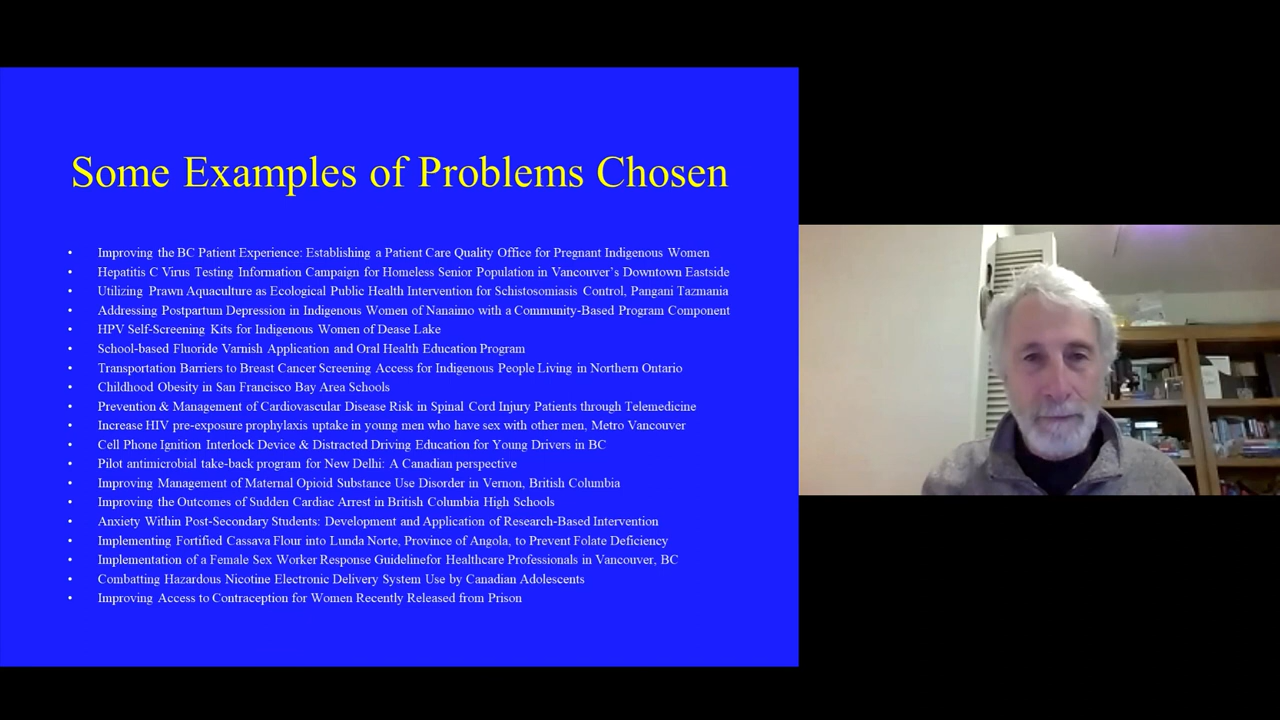 Some Examples of Problems Chosen
• Improving the BC Patient Experience: Establishing a Patient Care Quality Office for Pregnant Indigenous Women
• Hepatitis C Virus Testing Information Campaign for Homeless Senior Population in Vancouver's Downtown Eastside
• Utilizing Prawn Aquaculture as Ecological Public Health Intervention for Schistosomiasis Control, Pangani Tazmania
• Addressing Postpartum Depression in Indigenous Women of Nanaimo with a Community-Based Program Component
• HPV Self-Screening Kits for Indigenous Women of Dease Lake
• School-based Fluoride Varnish Application and Oral Health Education Program
• Transportation Barriers to Breast Cancer Screening Access for Indigenous People Living in Northern Ontario
• Childhood Obesity in San Francisco Bay Area Schools
• Prevention & Management of Cardiovascular Disease Risk in Spinal Cord Injury Patients through Telemedicine
• Increase HIV pre-exposure prophylaxis uptake in young men who have sex with other men, Metro Vancouver
• Cell Phone Ignition Interlock Device & Distracted Driving Education for Young Drivers in BC
• Pilot antimicrobial take-back program for New Delhi: A Canadian perspective
• Improving Management of Maternal Opioid Substance Use Disorder in Vernon, British Columbia
• Improving the Outcomes of Sudden Cardiac Arrest in British Columbia High Schools
• Anxiety Within Post-Secondary Students: Development and Application of Research-Based Intervention
• Implementing Fortified Cassava Flour into Lunda Norte, Province of Angola, to Prevent Folate Deficiency
• Implementation of a Female Sex Worker Response Guidelinefor Healthcare Professionals in Vancouver, BC
• Combatting Hazardous Nicotine Electronic Delivery System Use by Canadian Adolescents
• Improving Access to Contraception for Women Recently Released from Prison